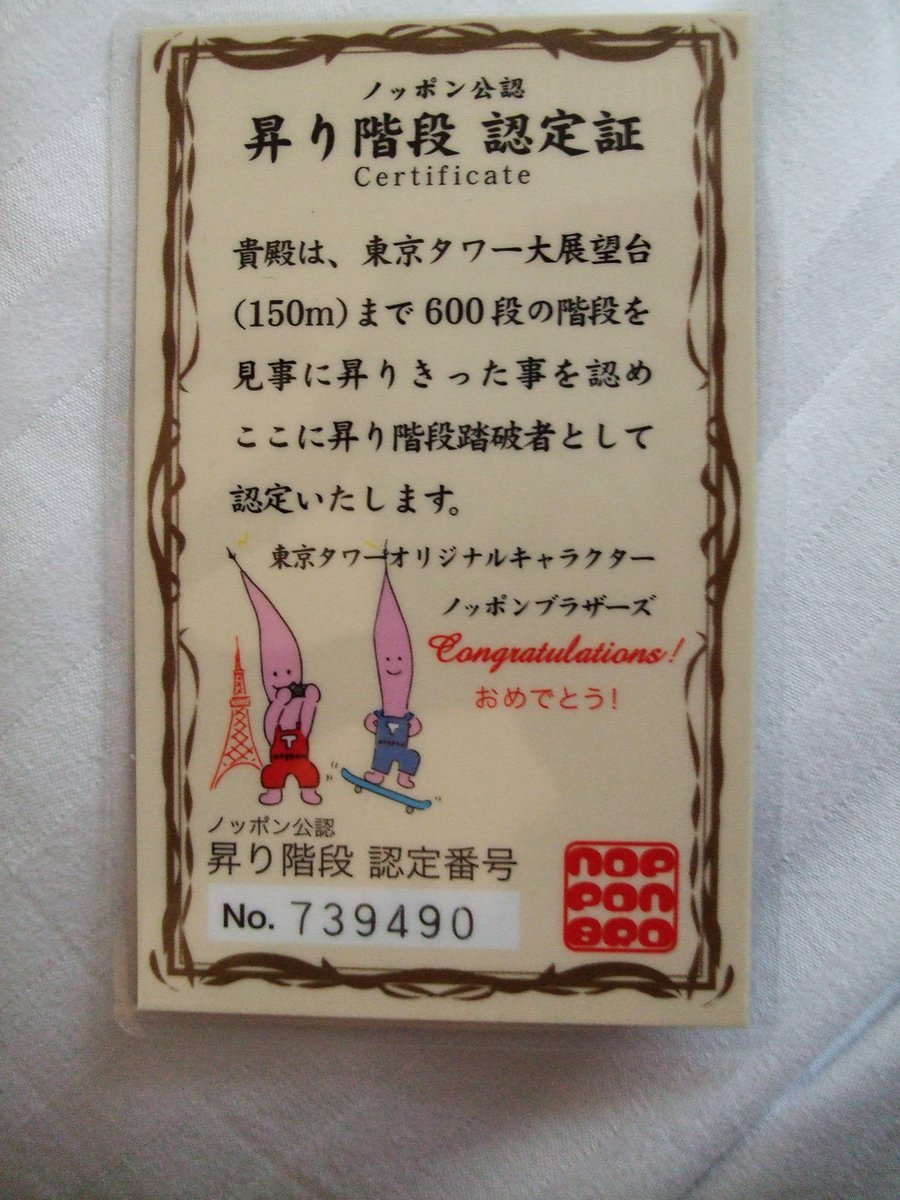 ノッポン公認
昇り階段 認定証
Certificate
貴殿は、東京タワー大展望台
(150m)まで600段の階段を
見事に昇りきった事を認め
ここに昇り階段踏破者として
認定いたします。
東京タワーオリジナルキャラクター
ノッポンブラザーズ
Congratulations!
おめでとう!
T
T
ノッポン公認
昇り階段 認定番号
No. 739490
NOP
PON
BRO